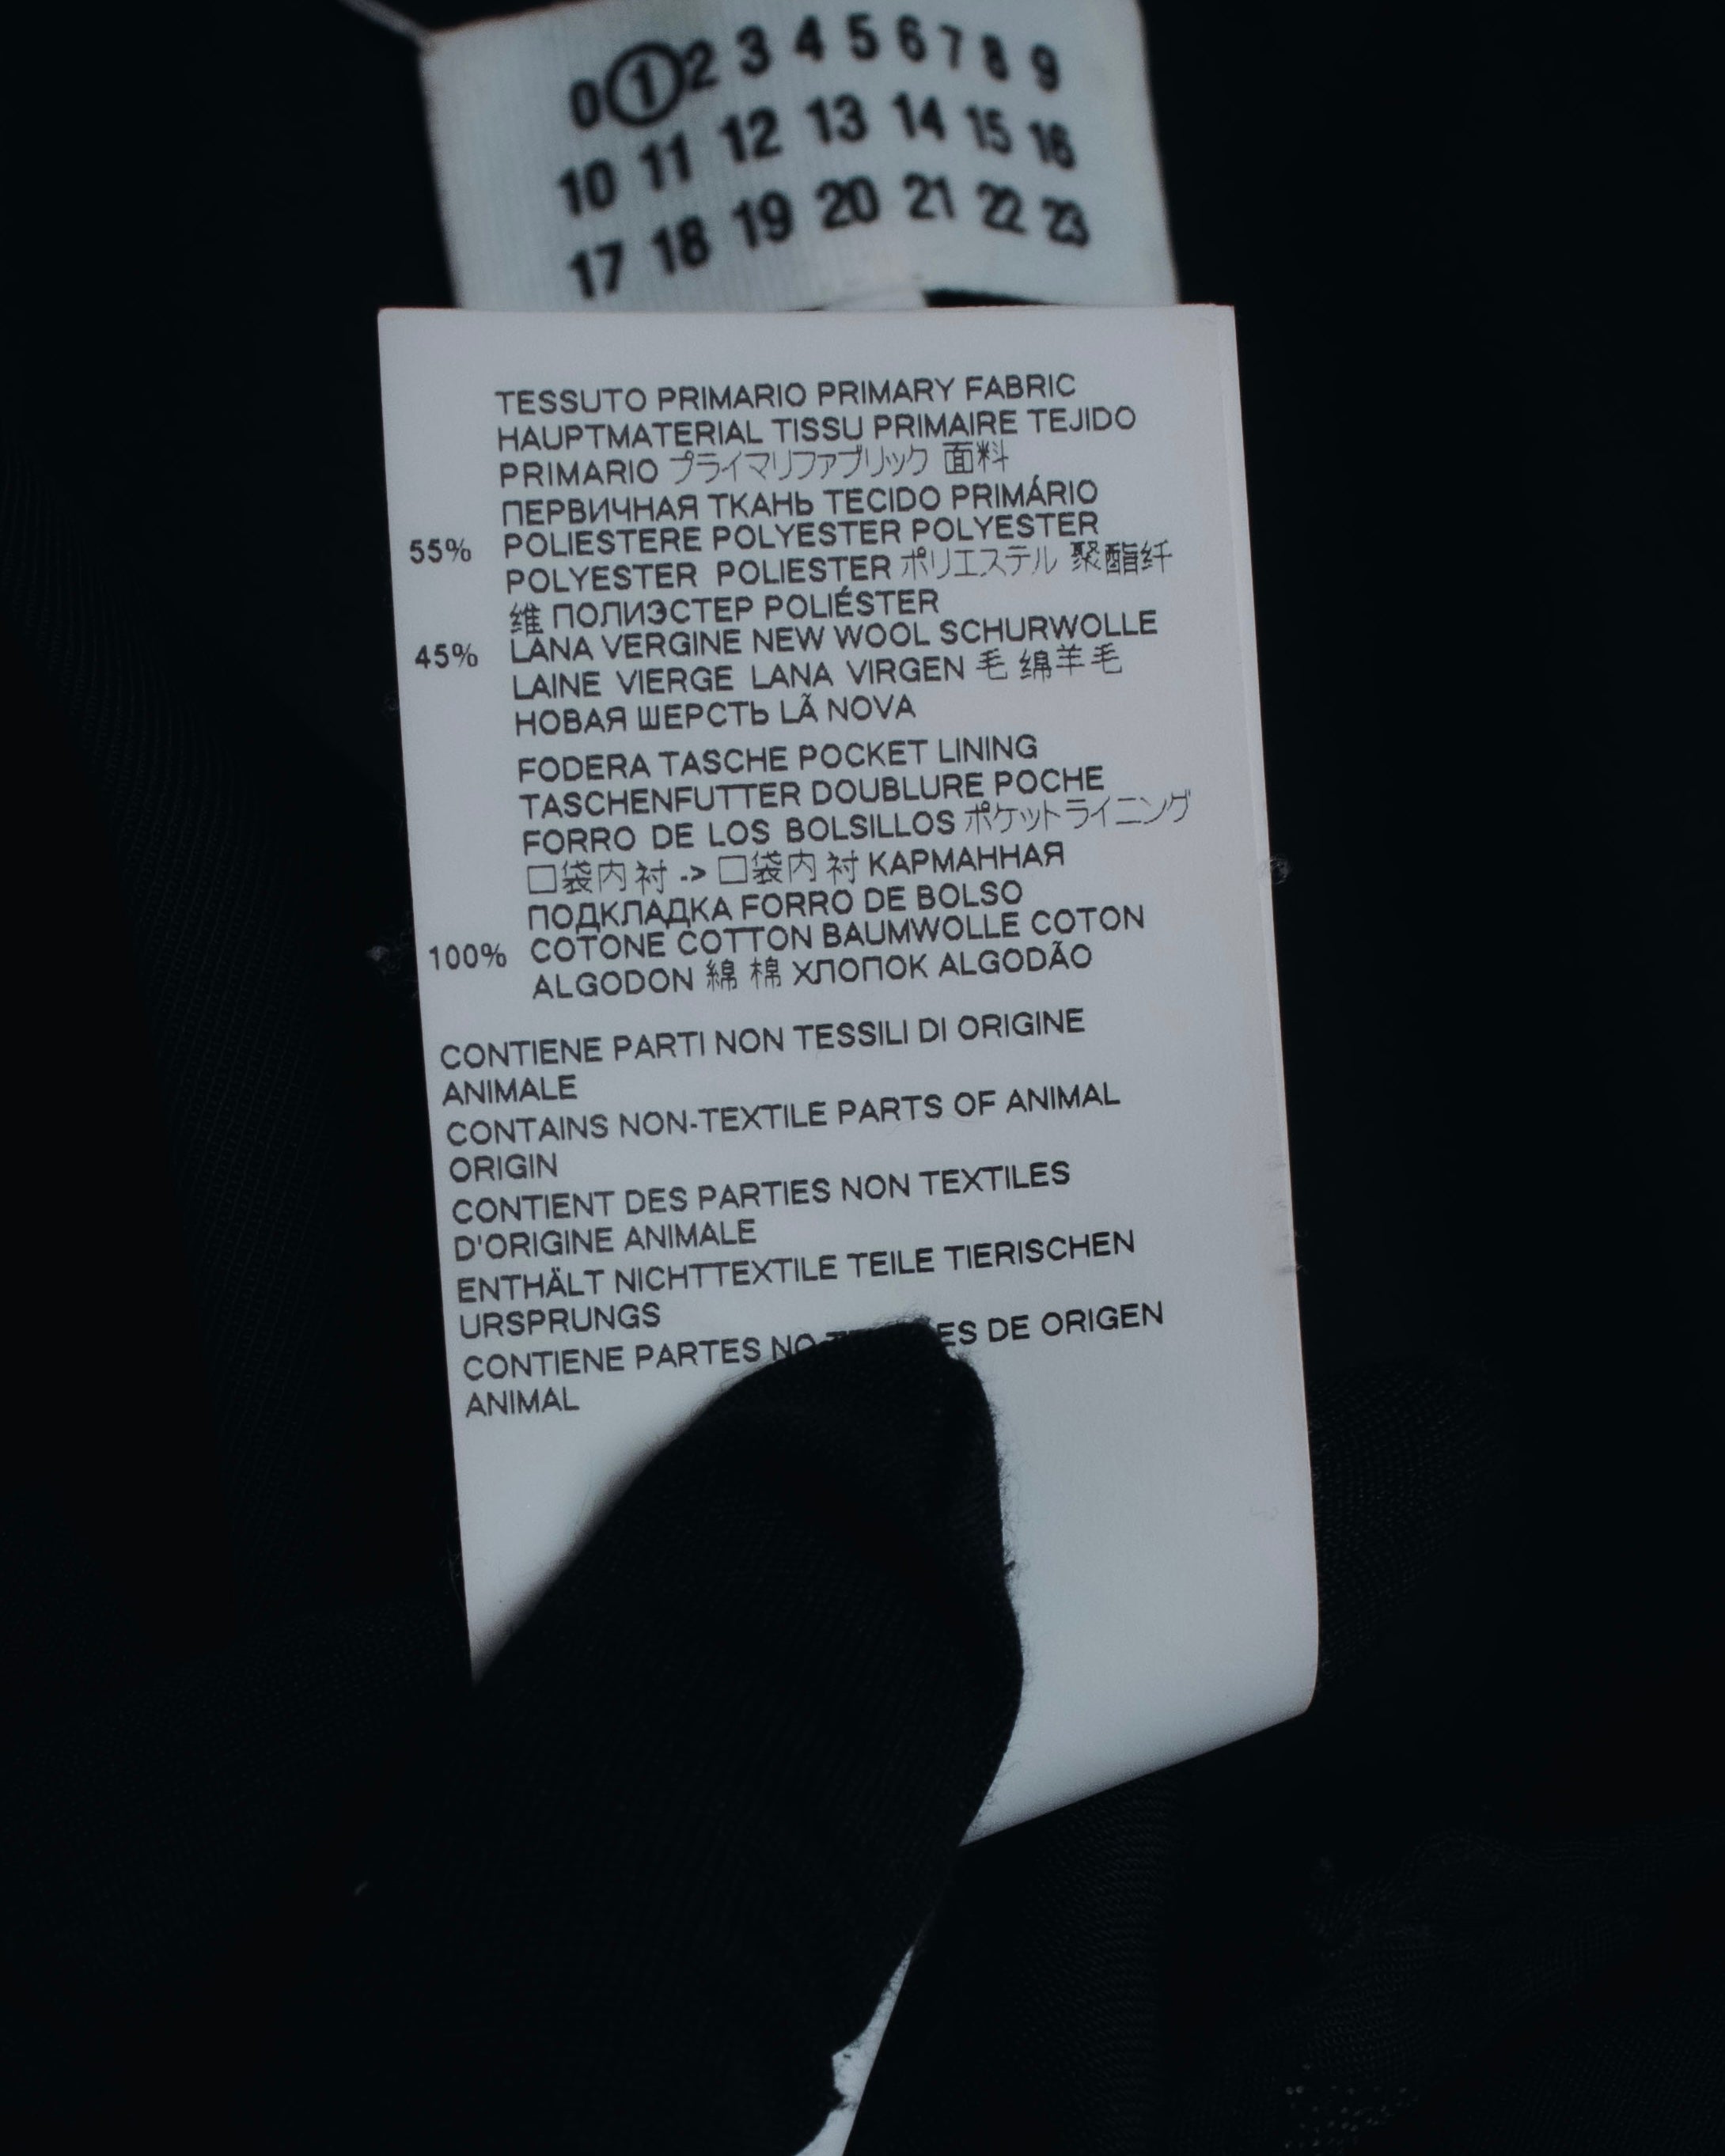 0 1 2 3 4 5 6 7 8 9
10 11 12 13 14 15 16
17 18 19 20 21 22 23
TESSUTO PRIMARIO PRIMARY FABRIC
HAUPTMATERIAL TISSU PRIMAIRE TEJIDO
PRIMARIO プライマリファブリック 面料
ПЕРВИЧНАЯ ТКАНЬ TECIDO PRIMÁRIO
55% POLIESTERE POLYESTER POLYESTER
POLYESTER POLIESTER ポリエステル 聚酯纤
维 ПОЛИЭСТЕР POLIÉSTER
45% LANA VERGINE NEW WOOL SCHURWOLLE
LAINE VIERGE LANA VIRGEN 毛 绵羊毛
НОВАЯ ШЕРСТЬ LÃ NOVA
FODERA TASCHE POCKET LINING
TASCHENFUTTER DOUBLURE POCHE
FORRO DE LOS BOLSILLOS ポケットライニング
口袋内衬 -> 口袋内衬 КАРМАННАЯ
ПОДКЛАДКА FORRO DE BOLSO
100% COTONE COTTON BAUMWOLLE COTON
ALGODON 綿 棉 ХЛОПОК ALGODÃO
CONTIENE PARTI NON TESSILI DI ORIGINE
ANIMALE
CONTAINS NON-TEXTILE PARTS OF ANIMAL
ORIGIN
CONTIENT DES PARTIES NON TEXTILES
D'ORIGINE ANIMALE
ENTHÄLT NICHTTEXTILE TEILE TIERISCHEN
URSPRUNGS
CONTIENE PARTES NO DE ORIGEN
ANIMAL